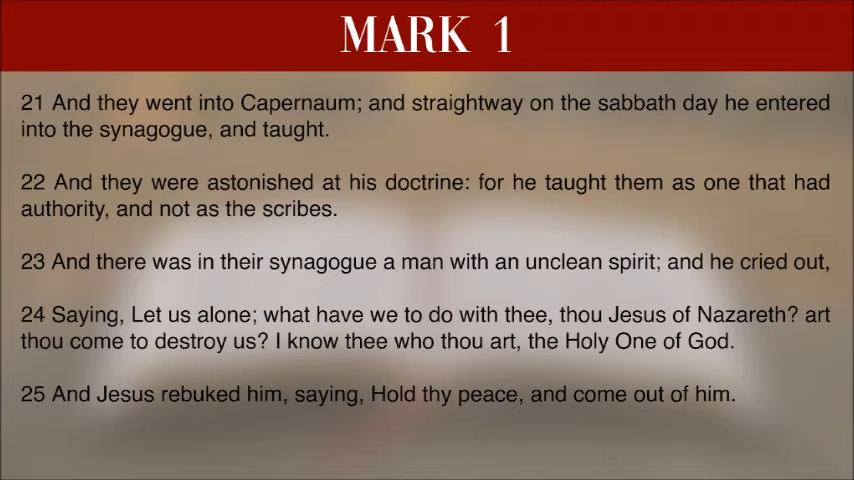 MARK 1
21 And they went into Capernaum; and straightway on the sabbath day he entered
into the synagogue, and taught.
22 And they were astonished at his doctrine: for he taught them as one that had
authority, and not as the scribes.
23 And there was in their synagogue a man with an unclean spirit; and he cried out,
24 Saying, Let us alone; what have we to do with thee, thou Jesus of Nazareth? art
thou come to destroy us? I know thee who thou art, the Holy One of God.
25 And Jesus rebuked him, saying, Hold thy peace, and come out of him.